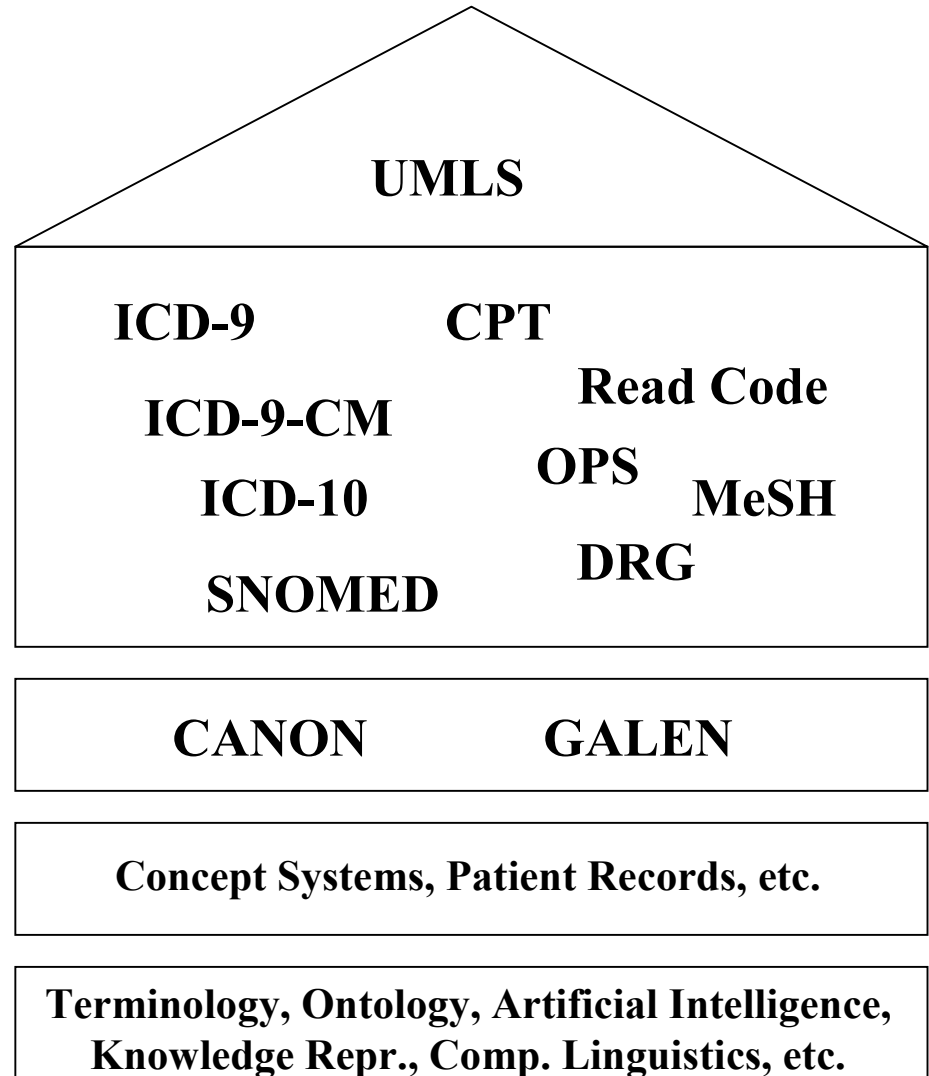 UMLS
ICD-9
CPT
Read Code
ICD-9-CM
OPS
ICD-10
MeSH
DRG
SNOMED
CANON
GALEN
Concept Systems, Patient Records, etc.
Terminology, Ontology, Artificial Intelligence,
Knowledge Repr., Comp. Linguistics, etc.